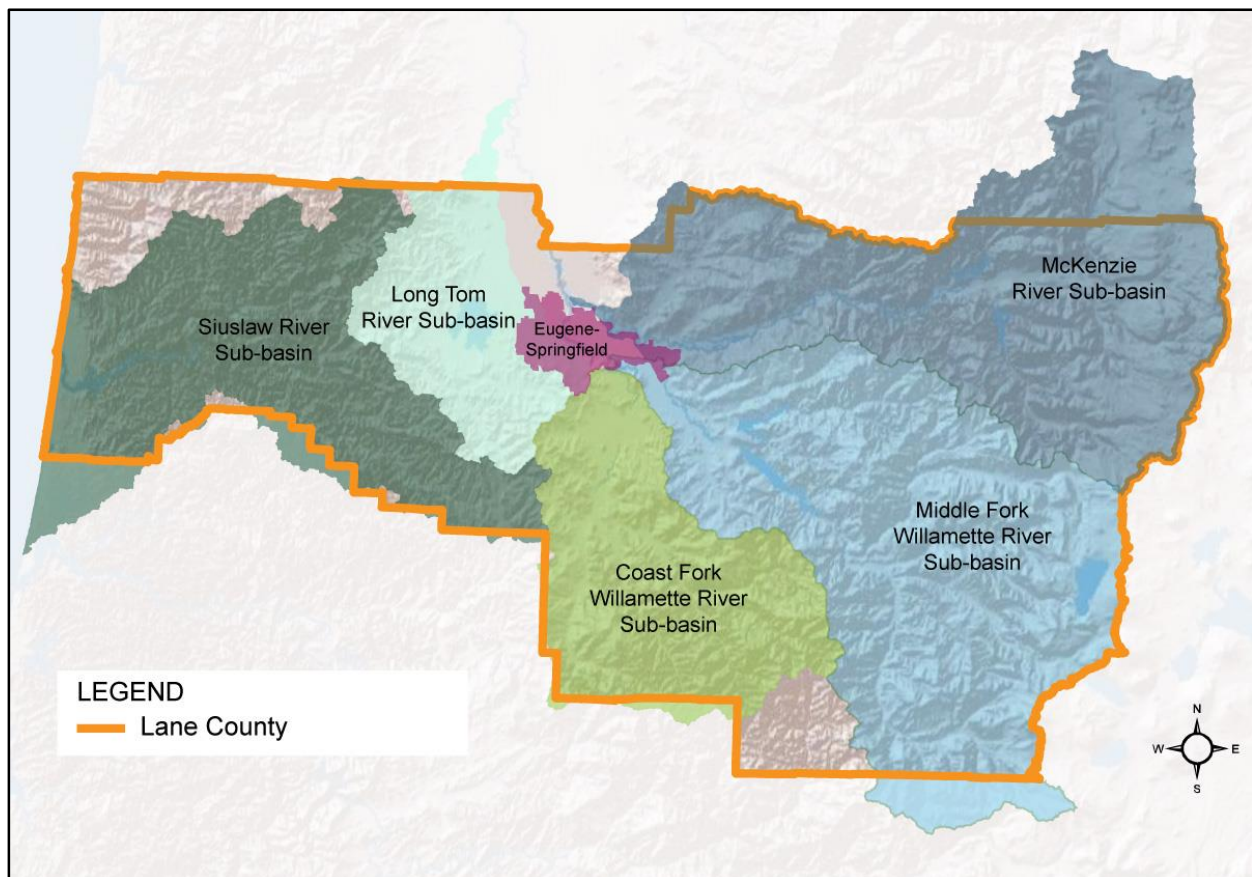 McKenzie
River Sub-basin
Long Tom
River Sub-basin
Siuslaw River
Sub-basin
Eugene-
Springfield
Middle Fork
Willamette River
Sub-basin
Coast Fork
Willamette River
Sub-basin
LEGEND
Lane County
N
W E
S